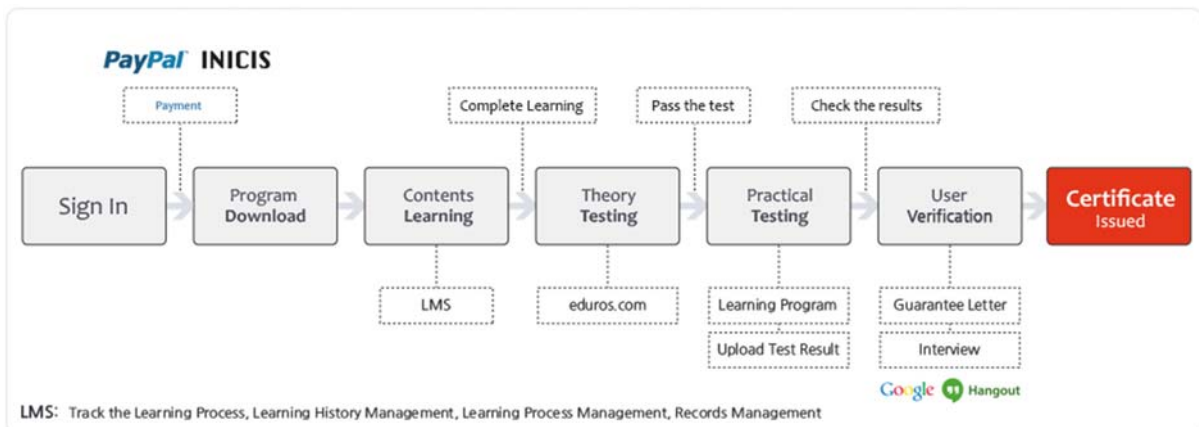 PayPal INICIS
Payment
Complete Learning
Pass the test
Check the results
Sign In
Program
Download
Contents
Learning
Theory
Testing
Practical
Testing
User
Verification
Certificate
Issued
LMS
eduros.com
Learning Program
Upload Test Result
Guarantee Letter
Interview
Google Hangout
LMS: Track the Learning Process, Learning History Management, Learning Process Management, Records Management